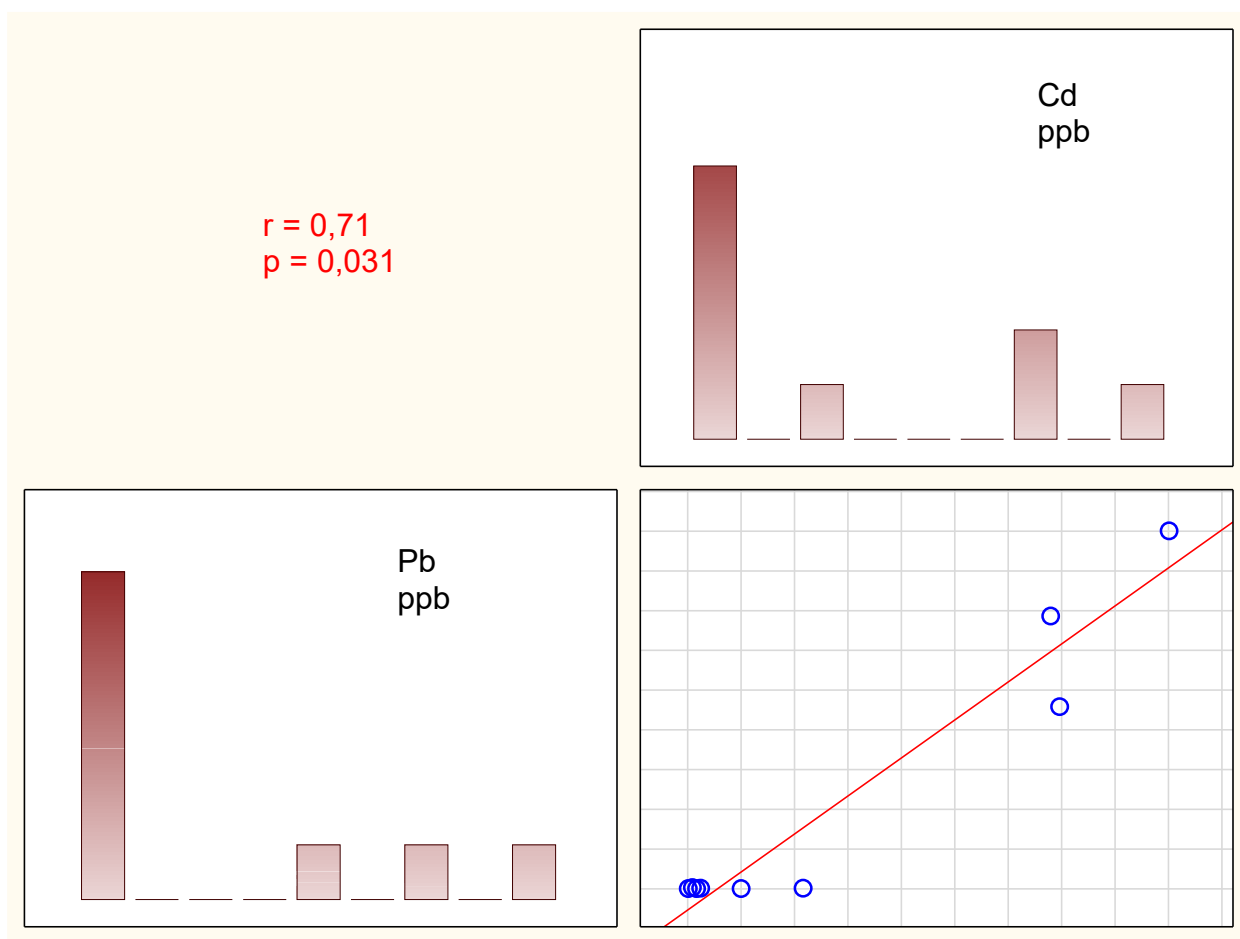 Cd
ppb
r = 0,71
p = 0,031
Pb
ppb